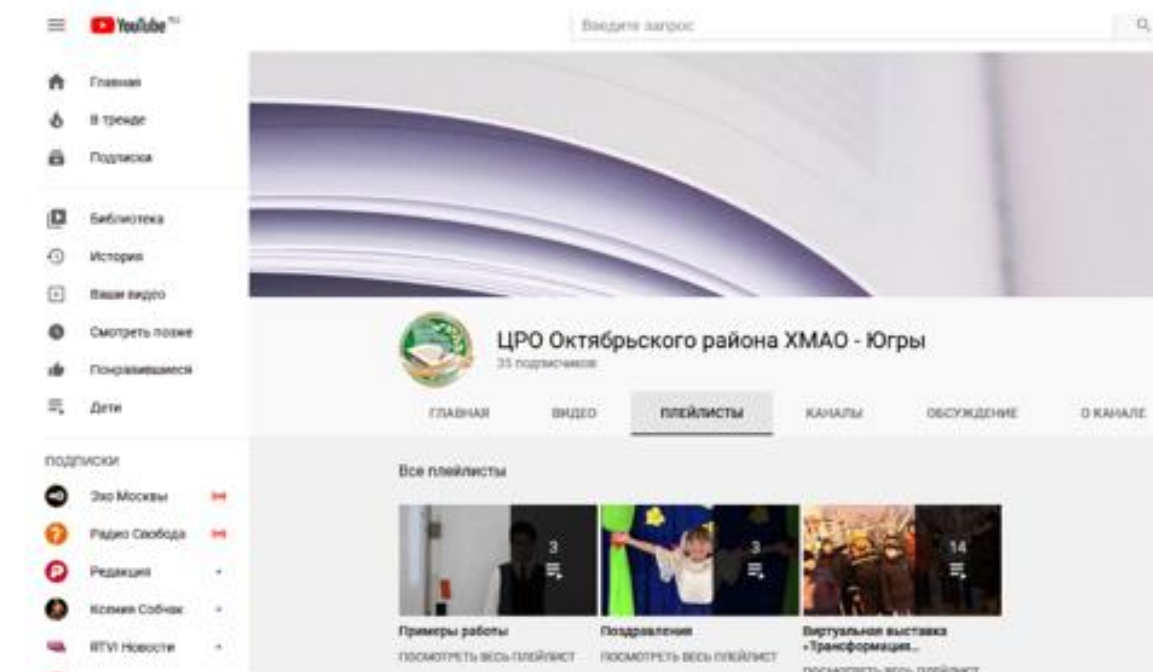 YouTube RU
Введите запрос
Главная
В тренде
Подписки
Библиотека
История
Ваши видео
Смотреть позже
Понравившиеся
Дети
ПОДПИСКИ
Эхо Москвы
Радио Свобода
Редакция
Ксения Собчак
RTVI Новости
ЦРО Октябрьского района ХМАО - Югры
35 подписчиков
ГЛАВНАЯ ВИДЕО ПЛЕЙЛИСТЫ КАНАЛЫ ОБСУЖДЕНИЕ О КАНАЛЕ
Все плейлисты
3 3 14
Примеры работы
ПОСМОТРЕТЬ ВЕСЬ ПЛЕЙЛИСТ
Поздравления
ПОСМОТРЕТЬ ВЕСЬ ПЛЕЙЛИСТ
Виртуальная выставка
«Трансформация...
ПОСМОТРЕТЬ ВЕСЬ ПЛЕЙЛИСТ